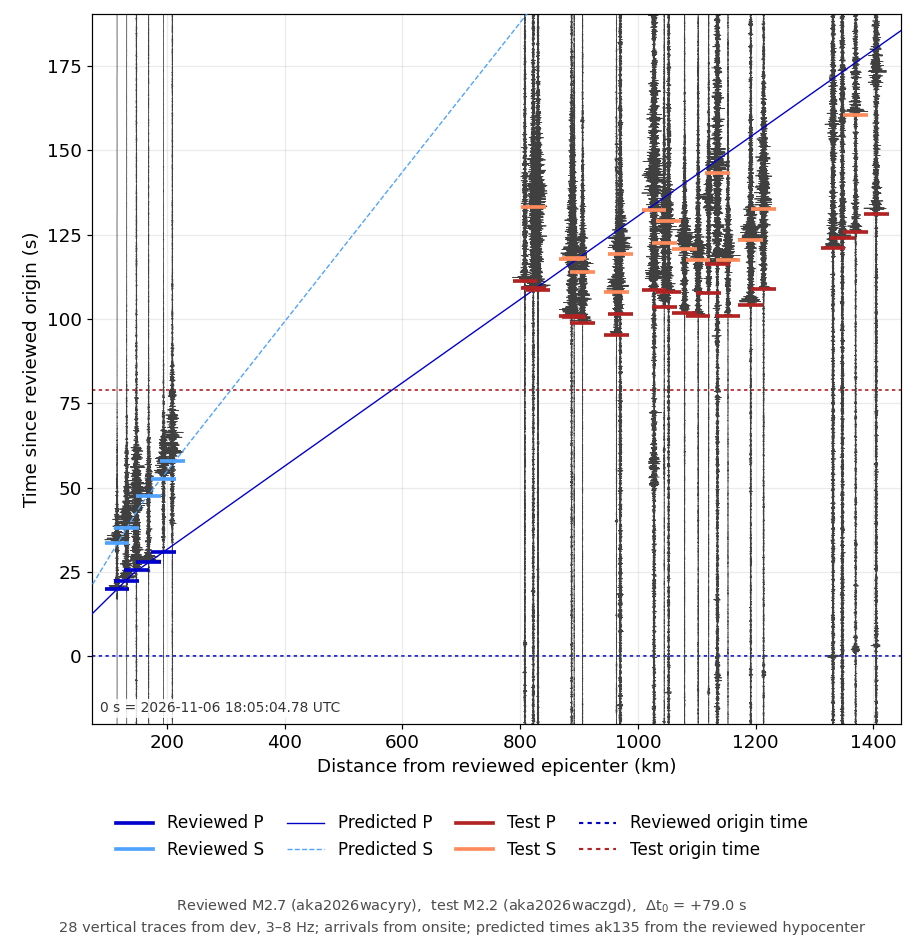 175
150
125
100
75
50
25
0
Time since reviewed origin (s)
0 s = 2026-11-06 18:05:04.78 UTC
200 400 600 800 1000 1200 1400
Distance from reviewed epicenter (km)
Reviewed P Predicted P Test P Reviewed origin time
Reviewed S Predicted S Test S Test origin time
Reviewed M2.7 (aka2026wacyry), test M2.2 (aka2026waczgd), Δt₀ = +79.0 s
28 vertical traces from dev, 3–8 Hz; arrivals from onsite; predicted times ak135 from the reviewed hypocenter